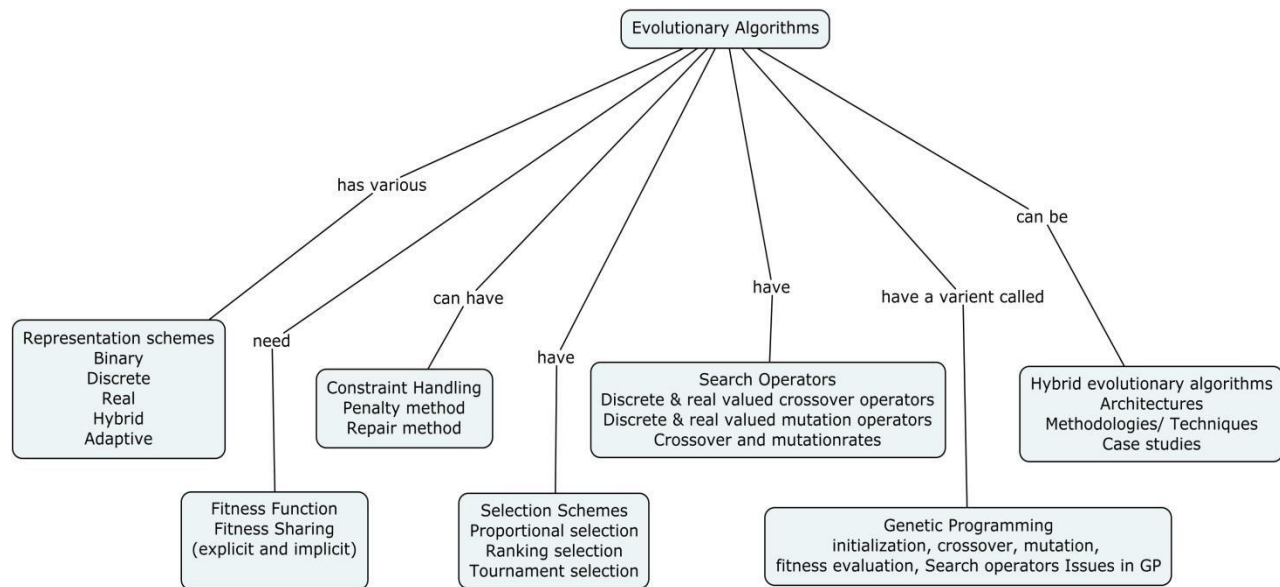 Evolutionary Algorithms
has various
can be
need
can have
have
have
have a varient called
Representation schemes
Binary
Discrete
Real
Hybrid
Adaptive
Constraint Handling
Penalty method
Repair method
Search Operators
Discrete & real valued crossover operators
Discrete & real valued mutation operators
Crossover and mutationrates
Hybrid evolutionary algorithms
Architectures
Methodologies/ Techniques
Case studies
Fitness Function
Fitness Sharing
(explicit and implicit)
Selection Schemes
Proportional selection
Ranking selection
Tournament selection
Genetic Programming
initialization, crossover, mutation,
fitness evaluation, Search operators Issues in GP